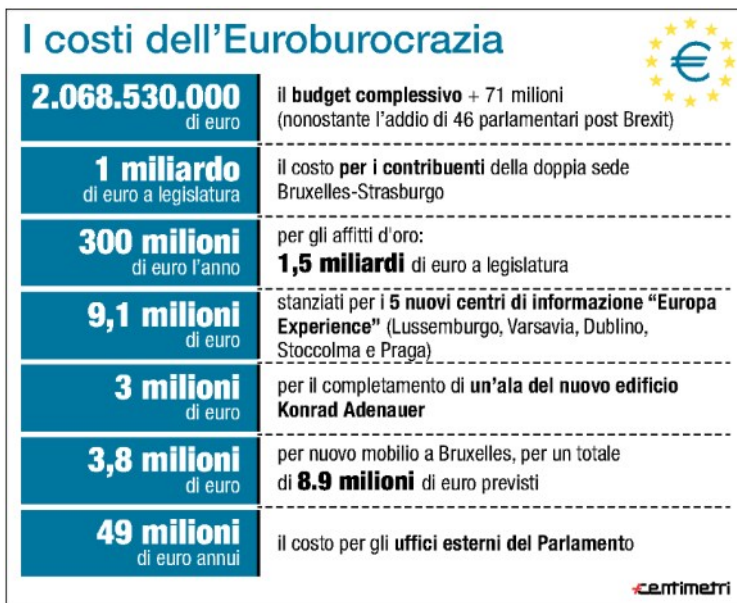 I costi dell'Euroburocrazia
€
2.068.530.000
di euro
il budget complessivo + 71 milioni
(nonostante l'addio di 46 parlamentari post Brexit)
1 miliardo
di euro a legislatura
il costo per i contribuenti della doppia sede
Bruxelles-Strasburgo
300 milioni
di euro l'anno
per gli affitti d'oro:
1,5 miliardi di euro a legislatura
9,1 milioni
di euro
stanziati per i 5 nuovi centri di informazione "Europa
Experience" (Lussemburgo, Varsavia, Dublino,
Stoccolma e Praga)
3 milioni
di euro
per il completamento di un'ala del nuovo edificio
Konrad Adenauer
3,8 milioni
di euro
per nuovo mobilio a Bruxelles, per un totale
di 8.9 milioni di euro previsti
49 milioni
di euro annui
il costo per gli uffici esterni del Parlamento
centimetri